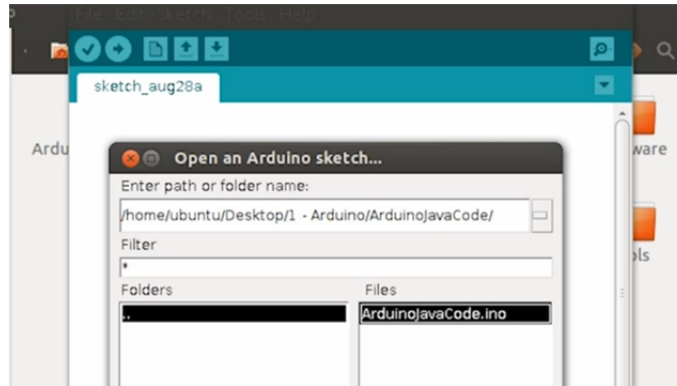 File Edit Sketch Tools Help
sketch_aug28a
Ardu
ware
Open an Arduino sketch...
Enter path or folder name:
/home/ubuntu/Desktop/1 - Arduino/ArduinoJavaCode/
ols
Filter
*
Folders Files
.. ArduinoJavaCode.ino